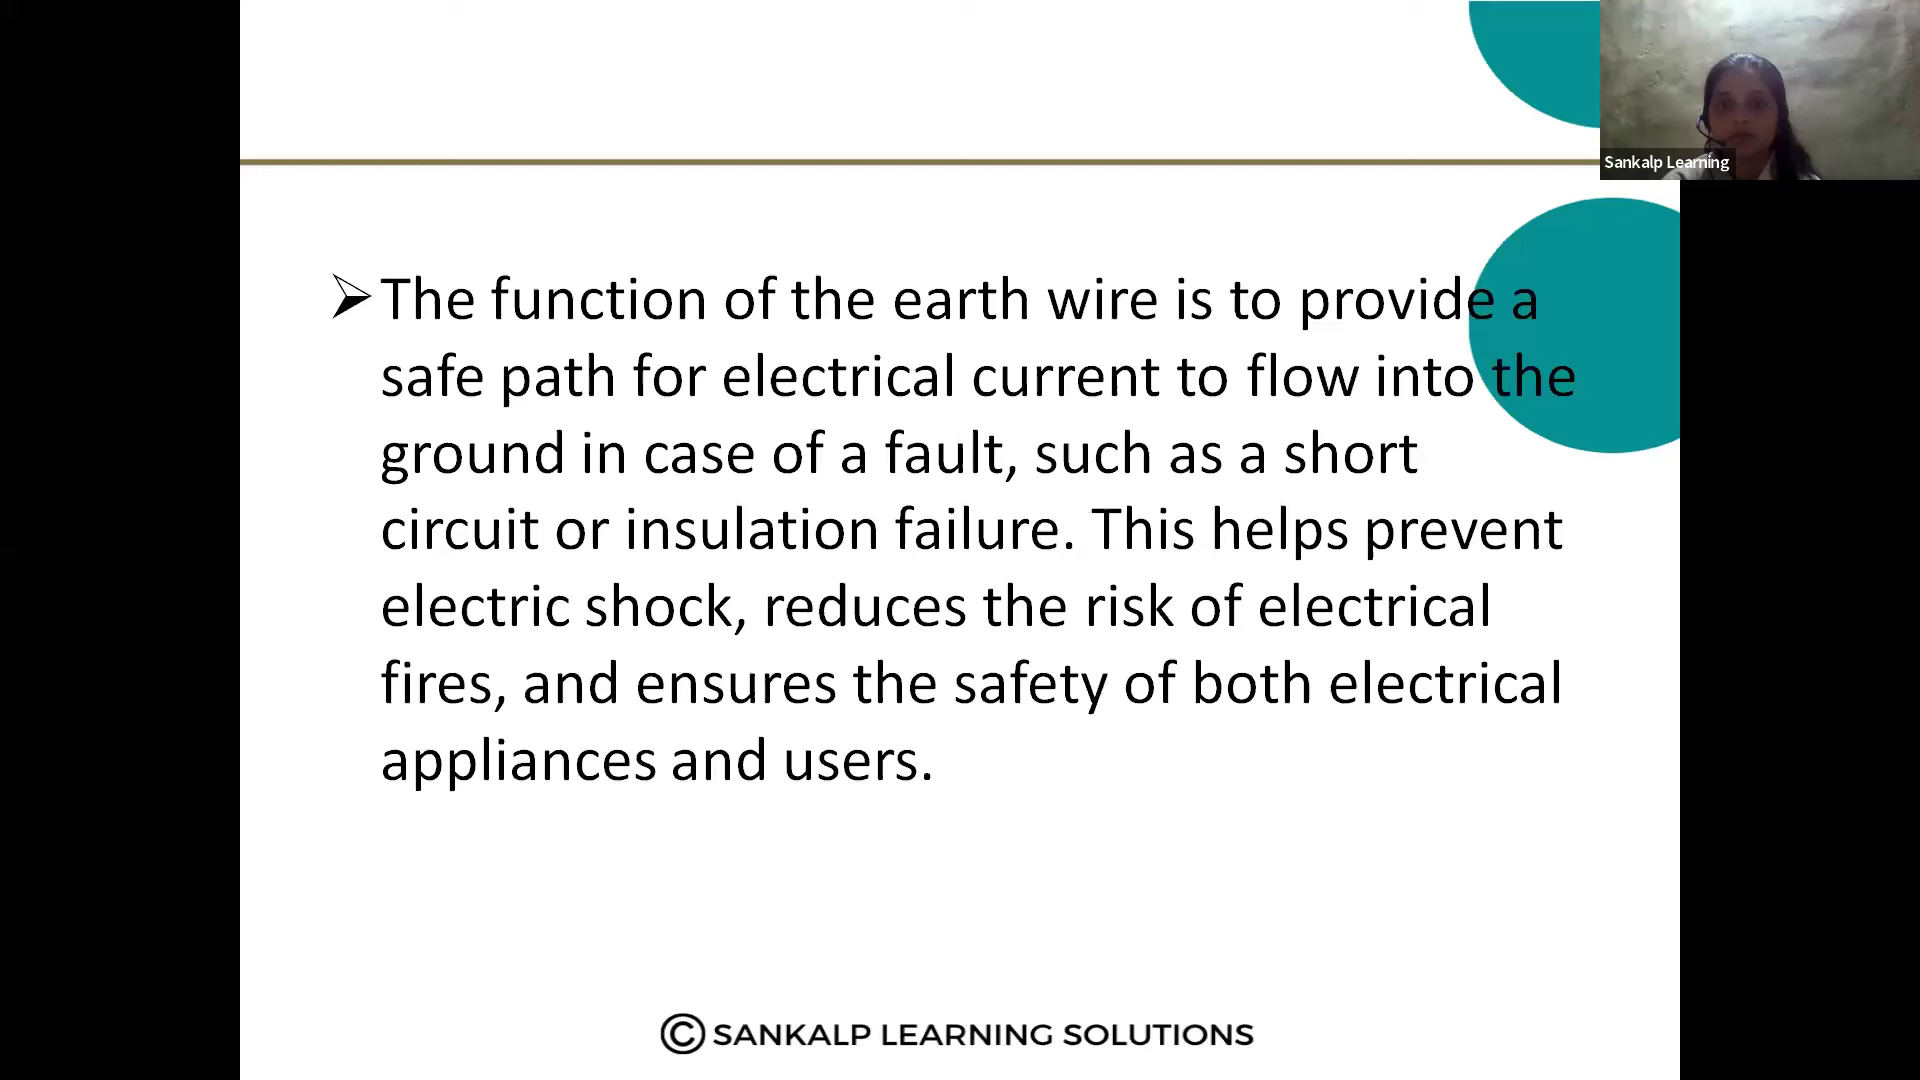 Sankalp Learning
➢The function of the earth wire is to provide a
safe path for electrical current to flow into the
ground in case of a fault, such as a short
circuit or insulation failure. This helps prevent
electric shock, reduces the risk of electrical
fires, and ensures the safety of both electrical
appliances and users.
© SANKALP LEARNING SOLUTIONS